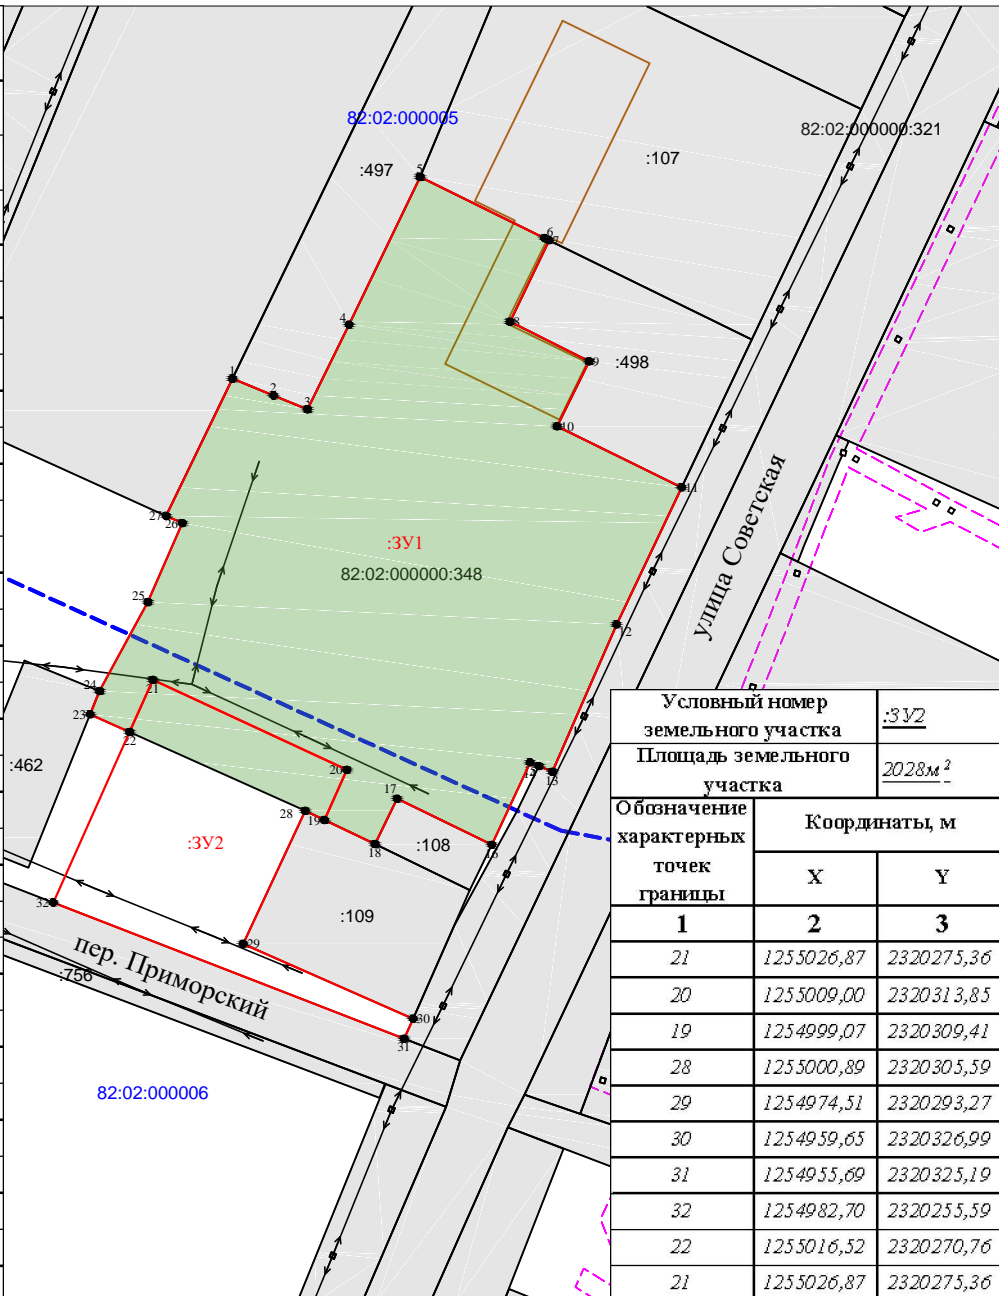 82:02:000005
82:02:000000:321
:107
:497
5
6
7
4
8
9
:498
1
2
3
10
11
27
26
:ЗУ1
82:02:000000:348
улица Советская
25
12
24
21
23
22
20
13
17
:462
28
19
18
:108
16
:ЗУ2
32
:109
29
пер. Приморский
:756
30
31
82:02:000006
Условный номер земельного участка :ЗУ2
Площадь земельного участка 2028м²
Обозначение характерных точек границы Координаты, м
X Y
1 2 3
21 1255026,87 2320275,36
20 1255009,00 2320313,85
19 1254999,07 2320309,41
28 1255000,89 2320305,59
29 1254974,51 2320293,27
30 1254959,65 2320326,99
31 1254955,69 2320325,19
32 1254982,70 2320255,59
22 1255016,52 2320270,76
21 1255026,87 2320275,36